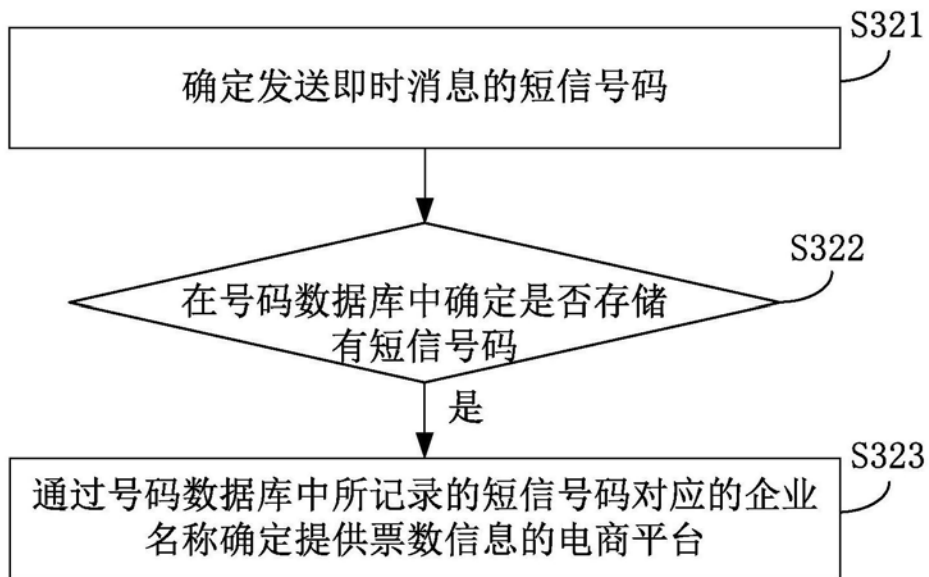 S321
确定发送即时消息的短信号码
S322
在号码数据库中确定是否存储
有短信号码
是
S323
通过号码数据库中所记录的短信号码对应的企业
名称确定提供票数信息的电商平台